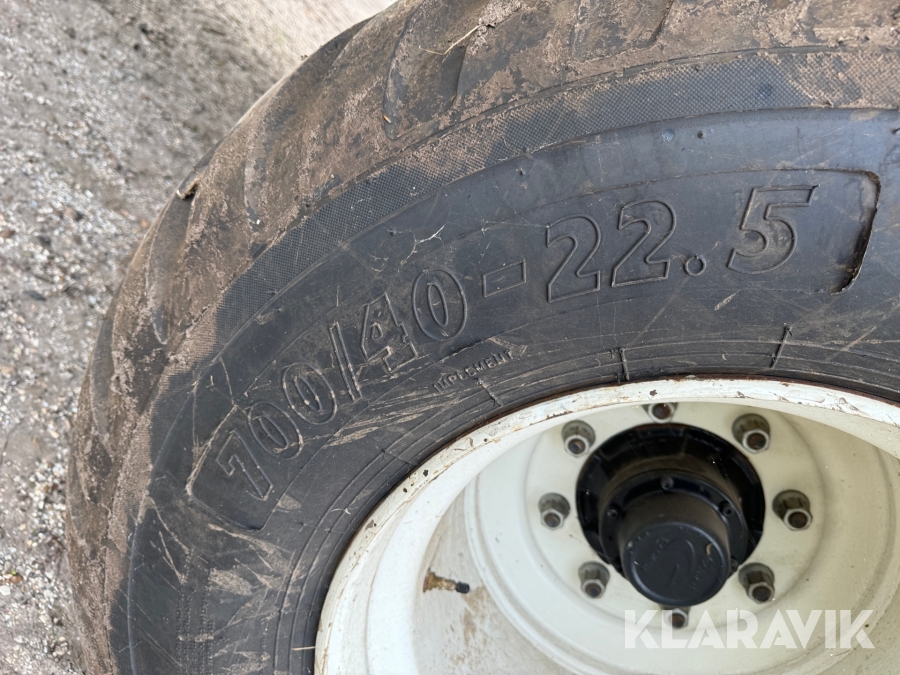 700/40-22.5
IMPLEMENT
KLARAVIK